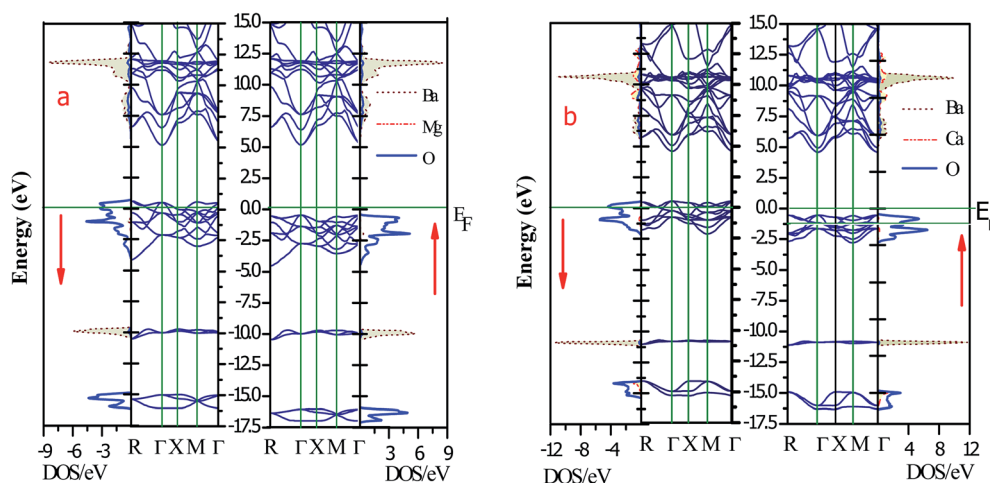 a
Energy (eV)
15.0
12.5
10.0
7.5
5.0
2.5
0.0
-2.5
-5.0
-7.5
-10.0
-12.5
-15.0
-17.5
Ba
Mg
O
E
F
-9 -6 -3
R Γ X M Γ
R Γ X M Γ
3 6 9
DOS/eV
DOS/eV
b
Energy (eV)
15.0
12.5
10.0
7.5
5.0
2.5
0.0
-2.5
-5.0
-7.5
-10.0
-12.5
-15.0
-17.5
Ba
Ca
O
E
-12 -8 -4 0
R Γ X M Γ
R Γ X M Γ
4 8 12
DOS/eV
DOS/eV